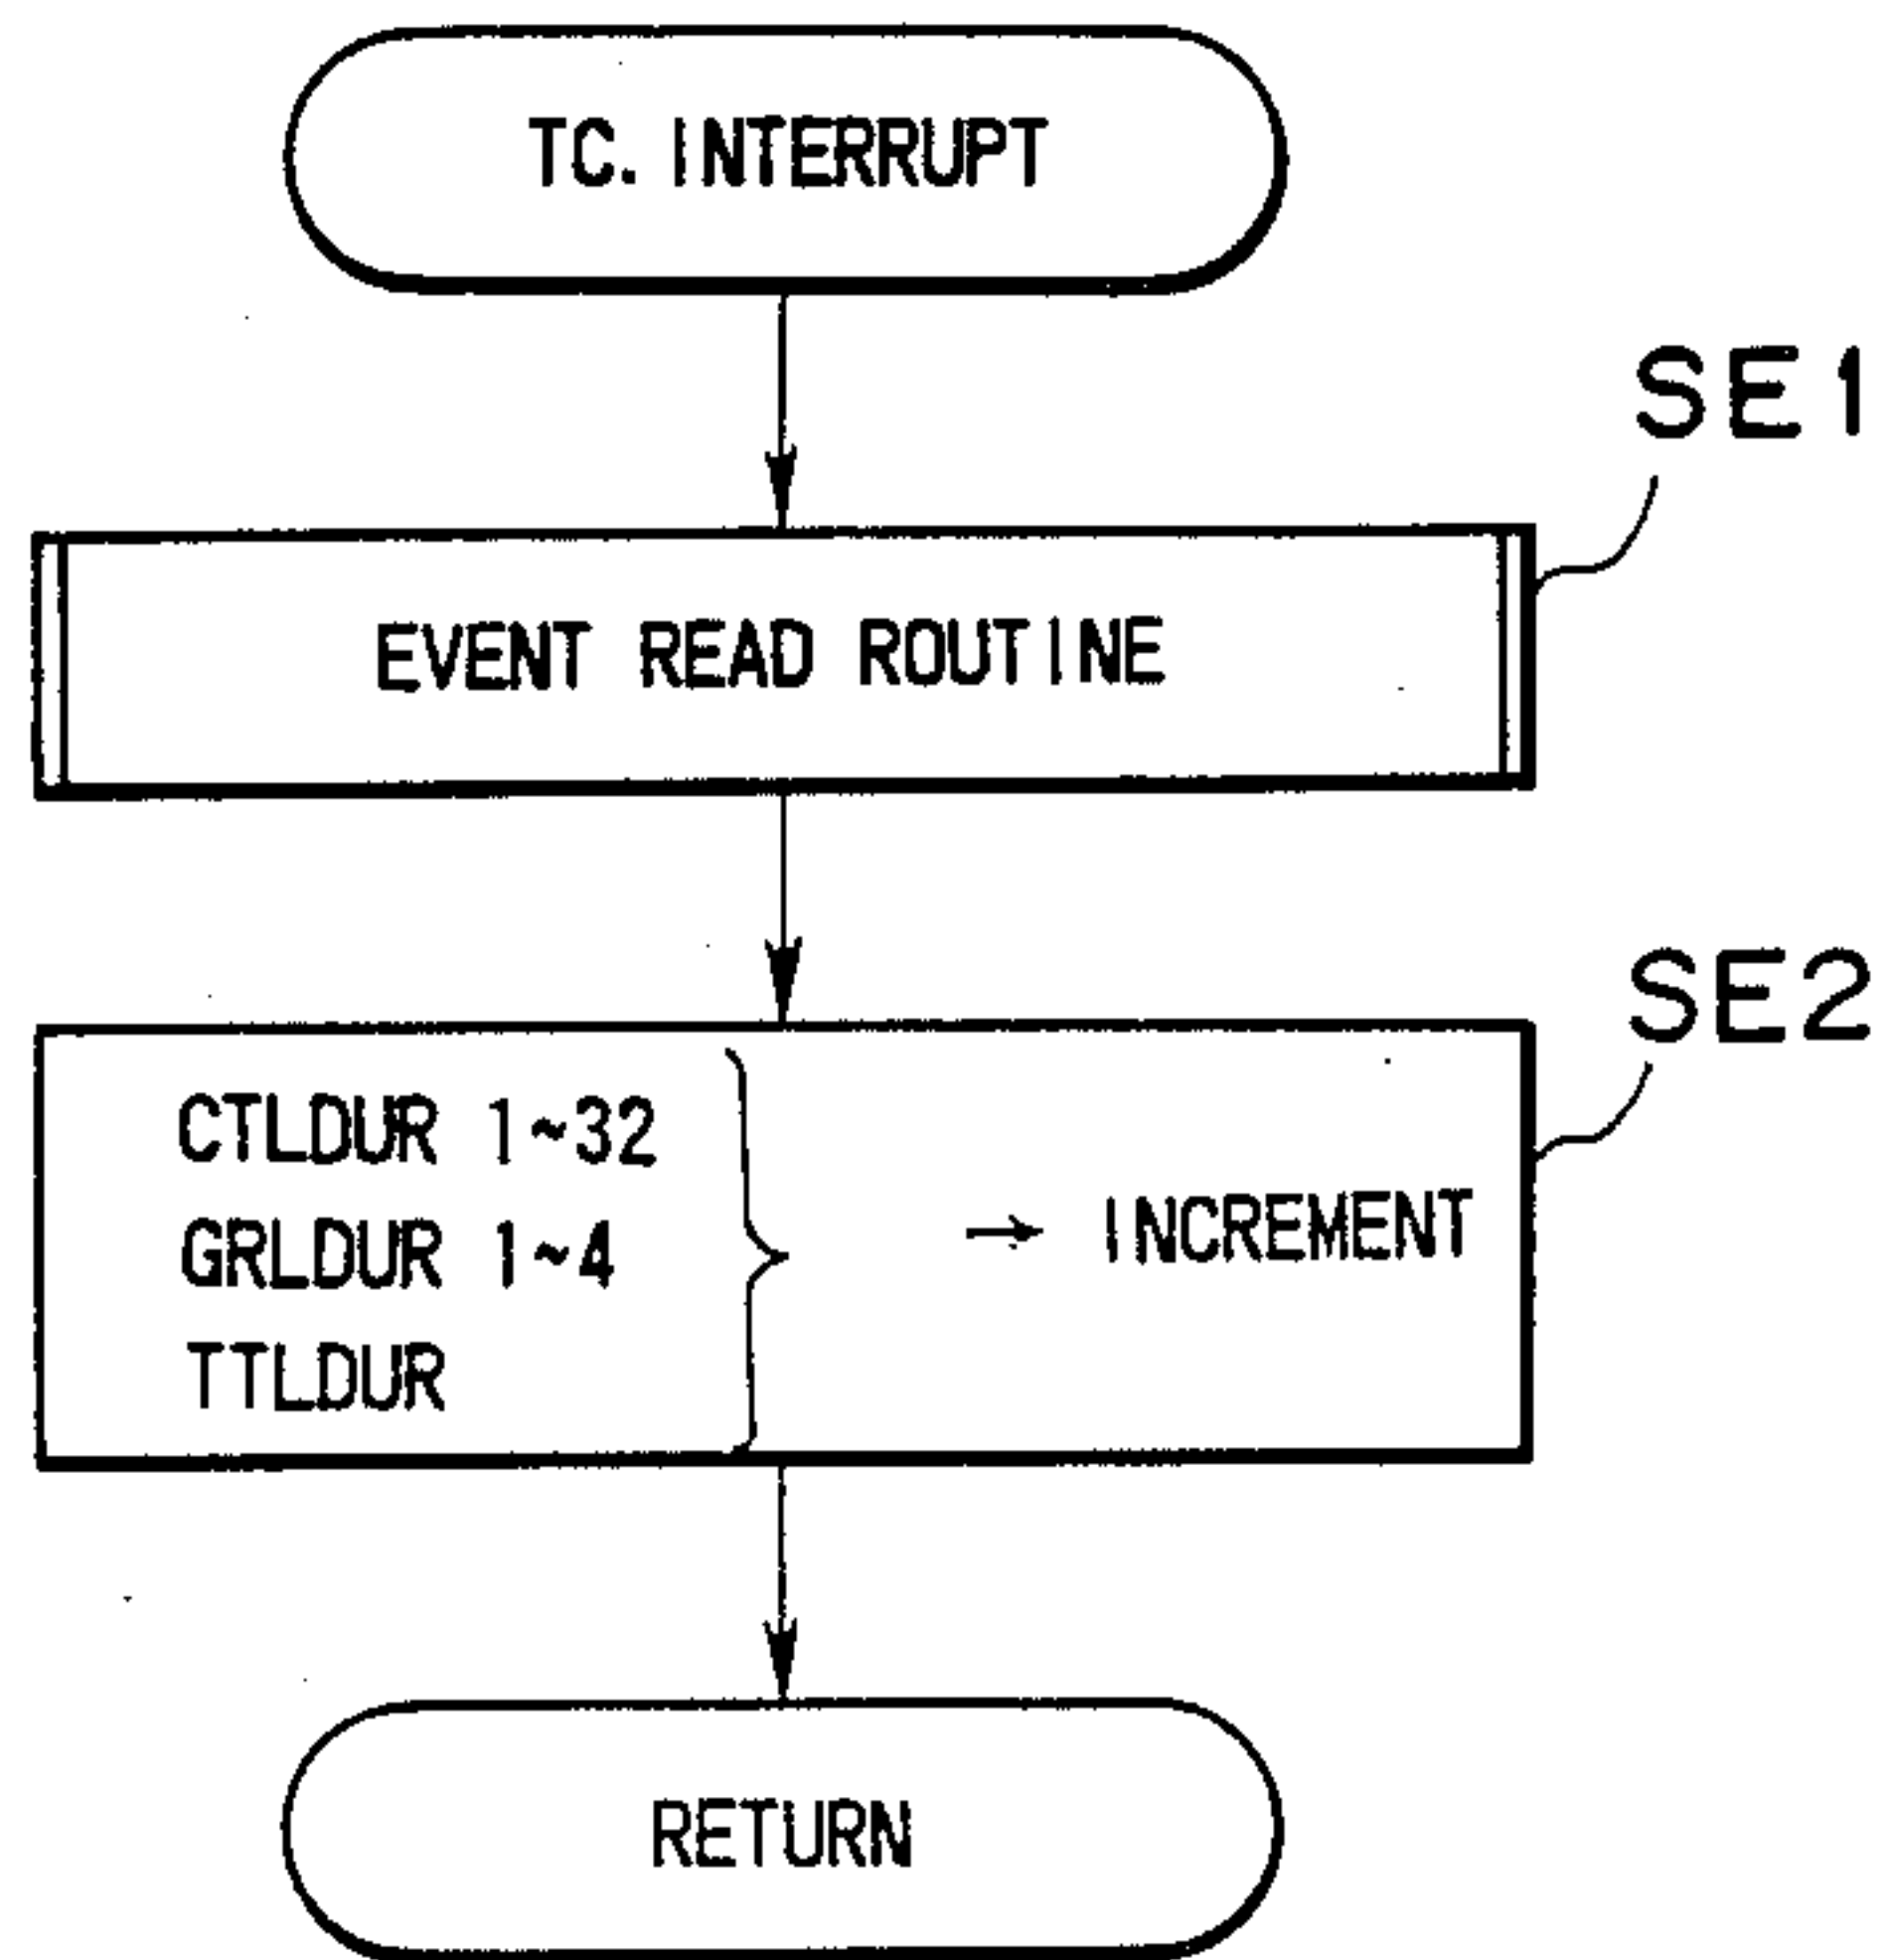 TC. INTERRUPT
SE1
EVENT READ ROUTINE
SE2
CTLDUR 1~32
GRLDUR 1~4
TTLDUR
→ INCREMENT
RETURN